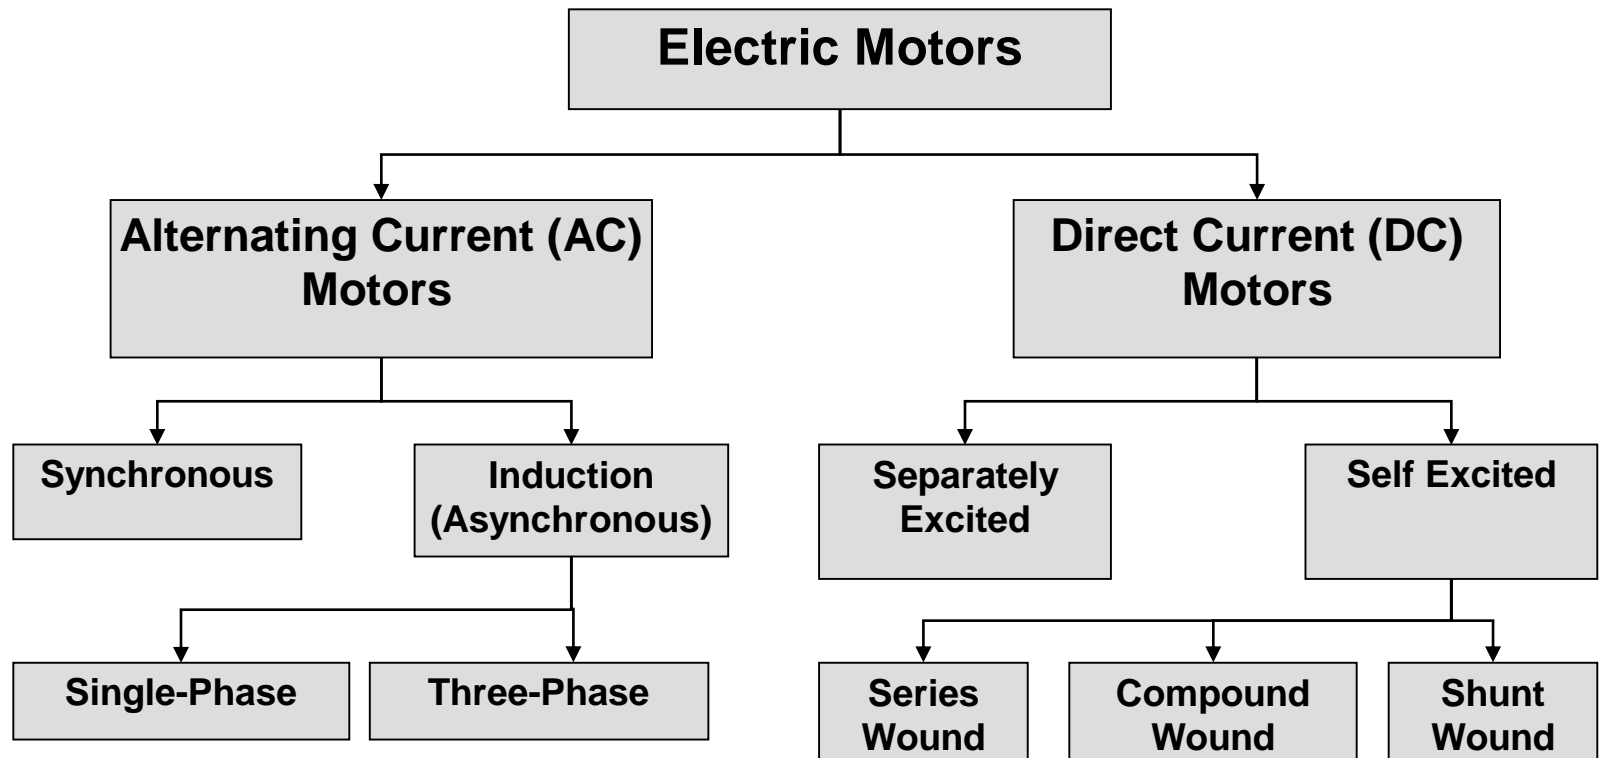 Electric Motors
Alternating Current (AC)
Motors
Direct Current (DC)
Motors
Synchronous
Induction
(Asynchronous)
Separately
Excited
Self Excited
Single-Phase
Three-Phase
Series
Wound
Compound
Wound
Shunt
Wound